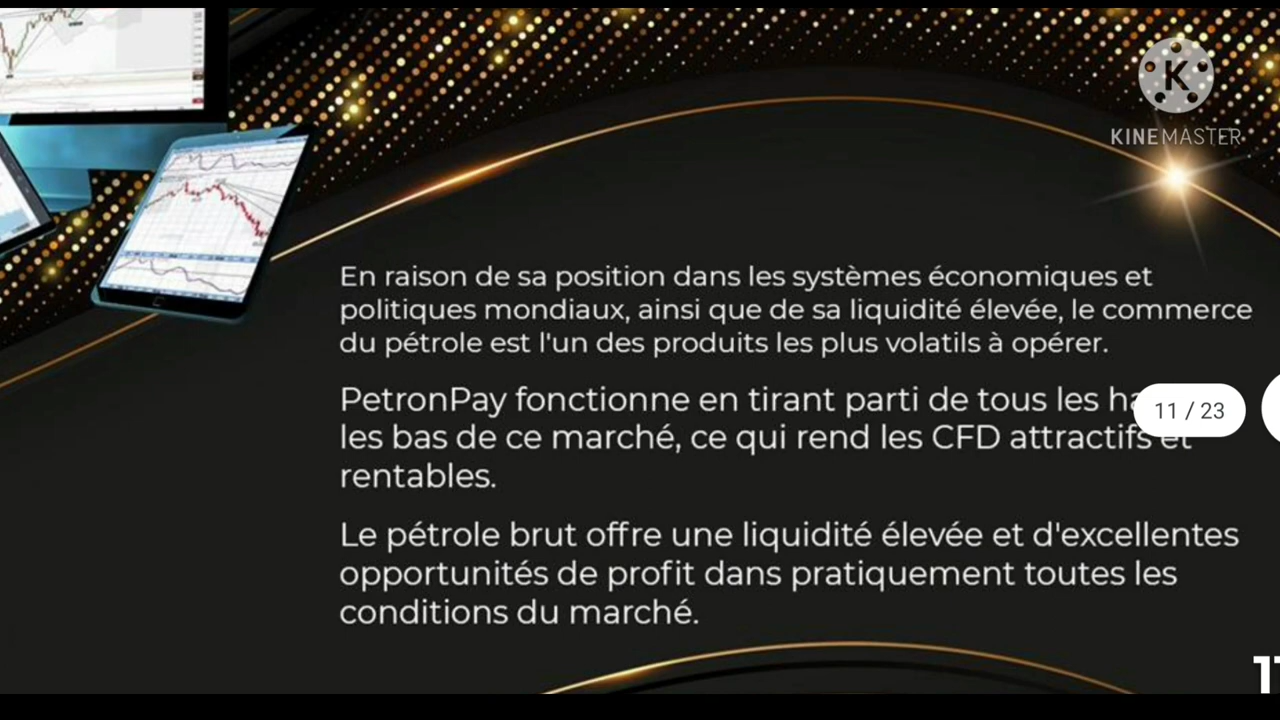 KINEMASTER
En raison de sa position dans les systèmes économiques et
politiques mondiaux, ainsi que de sa liquidité élevée, le commerce
du pétrole est l'un des produits les plus volatils à opérer.
PetronPay fonctionne en tirant parti de tous les
11 / 23
les bas de ce marché, ce qui rend les CFD attractifs et
rentables.
Le pétrole brut offre une liquidité élevée et d'excellentes
opportunités de profit dans pratiquement toutes les
conditions du marché.